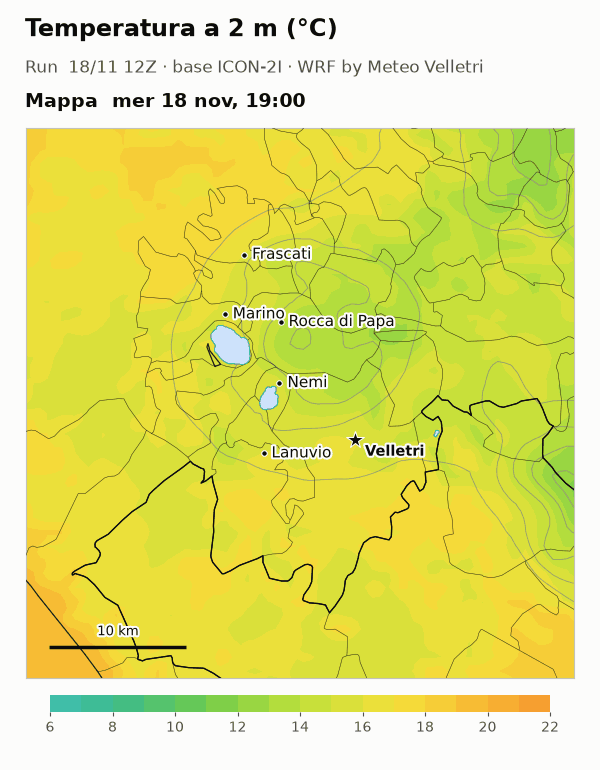 Temperatura a 2 m (°C)
Run  18/11 12Z · base ICON-2I · WRF by Meteo Velletri
Mappa  mer 18 nov, 19:00
Frascati
Marino
Rocca di Papa
Nemi
Velletri
Lanuvio
10 km
6 8 10 12 14 16 18 20 22